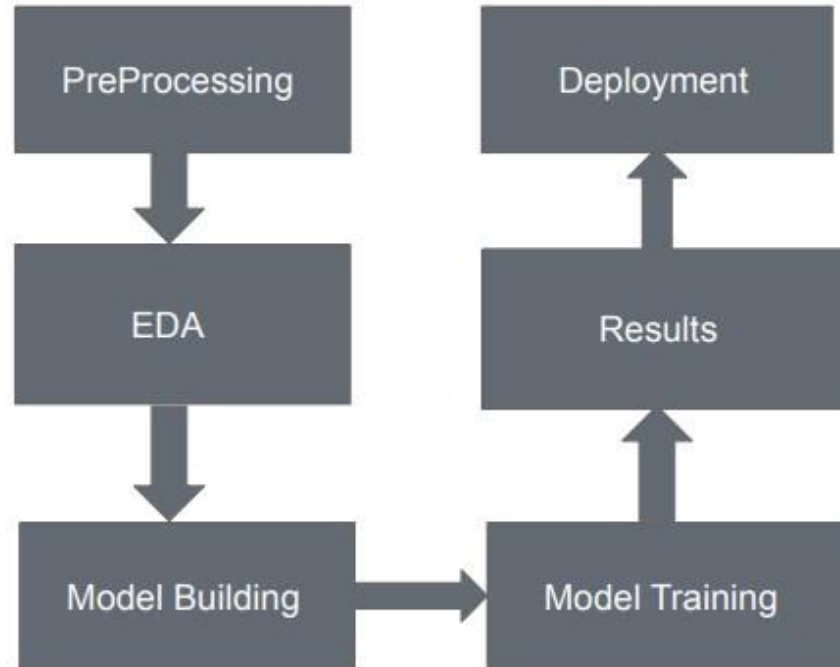 PreProcessing
EDA
Model Building
Model Training
Results
Deployment